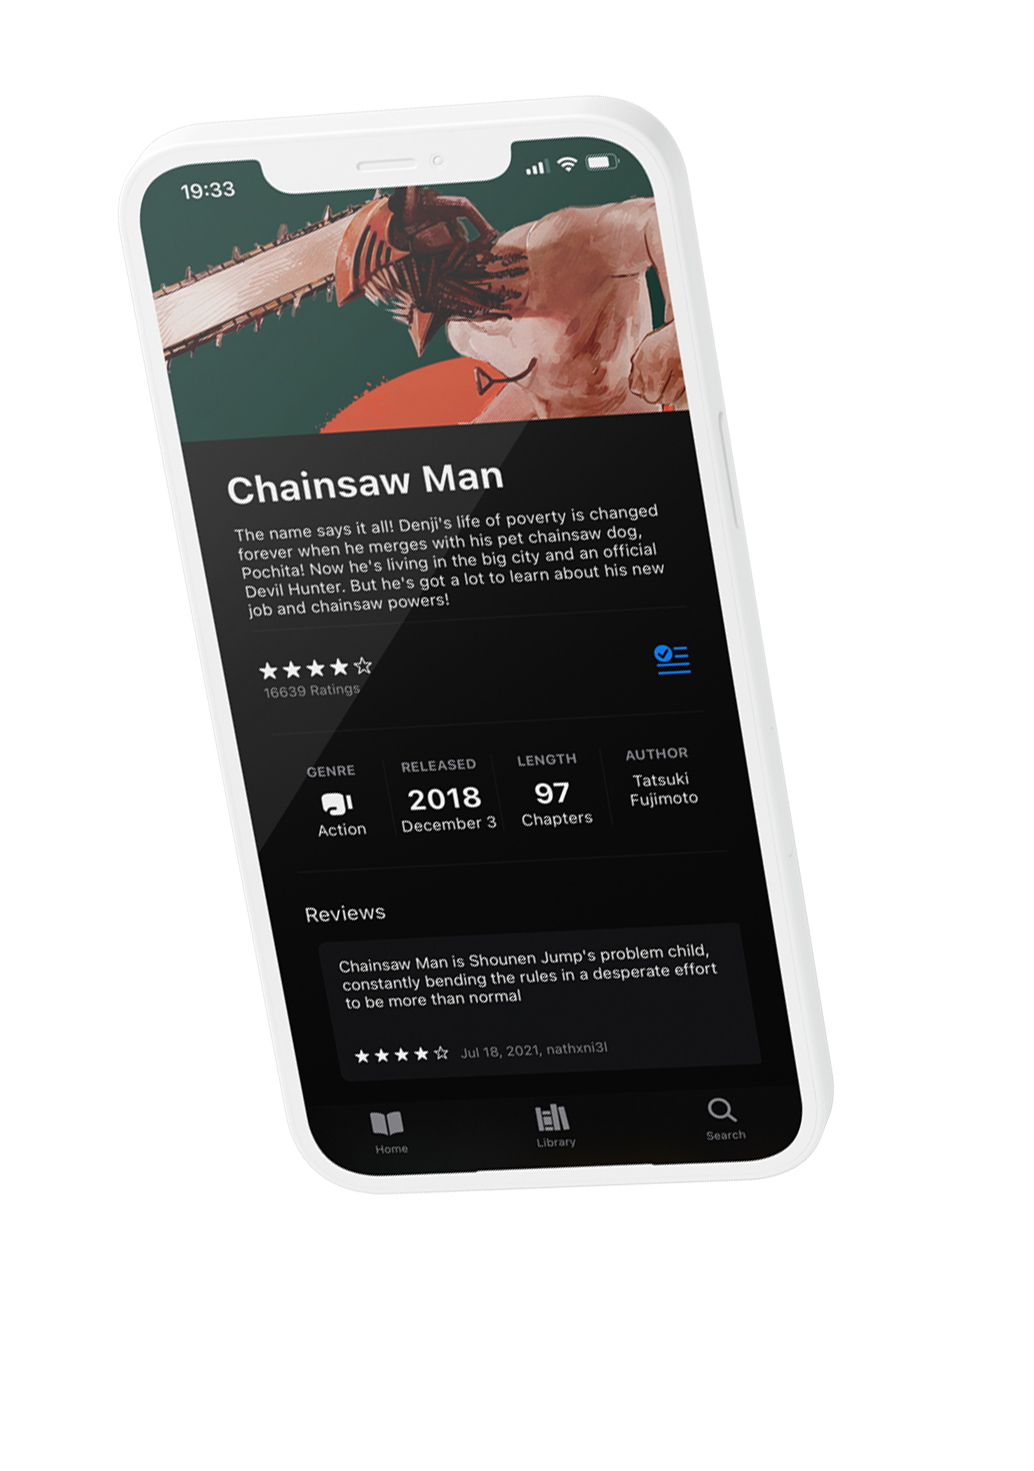 19:33
Chainsaw Man
The name says it all! Denji's life of poverty is changed
forever when he merges with his pet chainsaw dog,
Pochita! Now he's living in the big city and an official
Devil Hunter. But he's got a lot to learn about his new
job and chainsaw powers!
16639 Ratings
GENRE
Action
RELEASED
2018
December 3
LENGTH
97
Chapters
AUTHOR
Tatsuki
Fujimoto
Reviews
Chainsaw Man is Shounen Jump's problem child,
constantly bending the rules in a desperate effort
to be more than normal
Jul 18, 2021, nathxni3l
Home
Library
Search